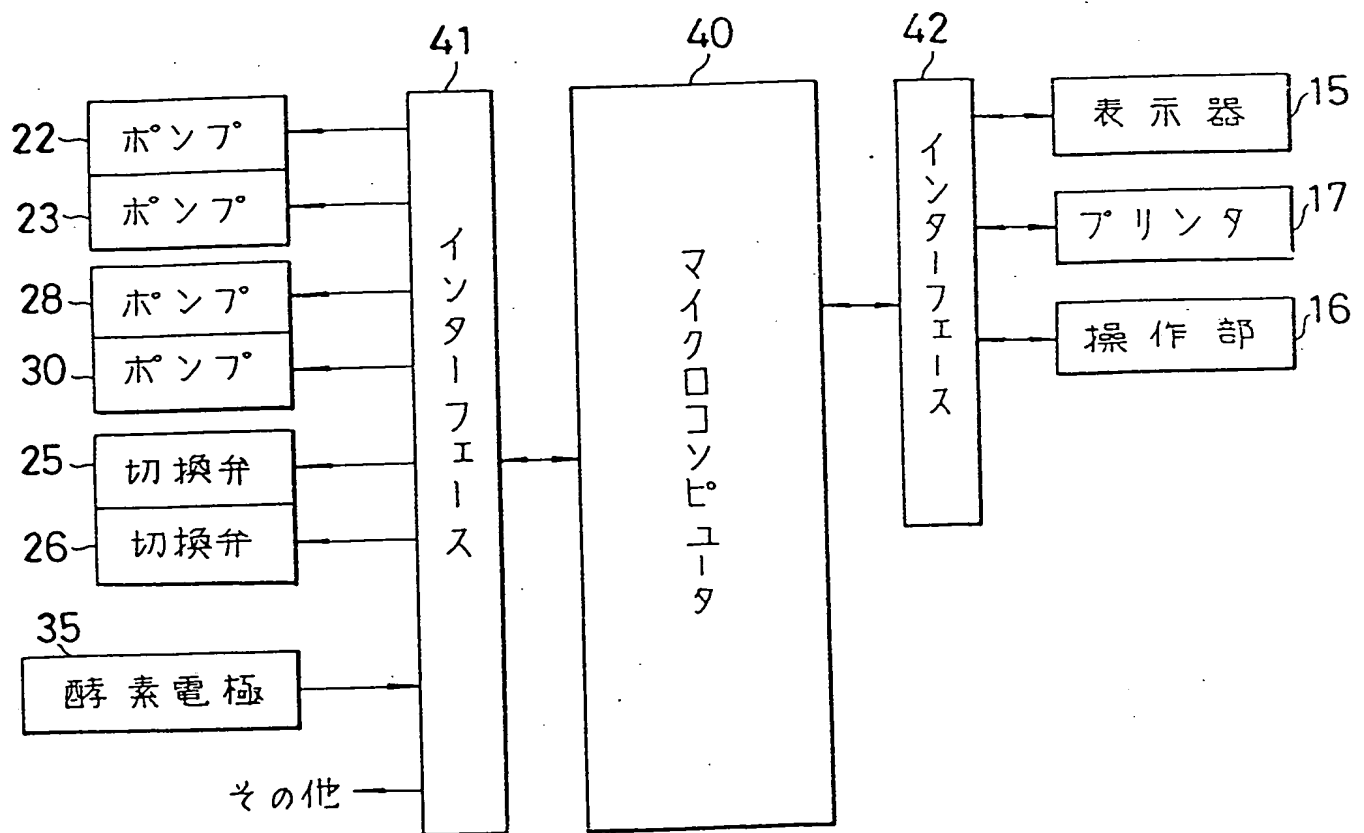 41
40
42
22
ポンプ
23
ポンプ
28
ポンプ
30
ポンプ
25
切換弁
26
切換弁
35
酵素電極
その他
インターフェース
マイクロコンピュータ
インターフェース
表示器
15
プリンタ
17
操作部
16